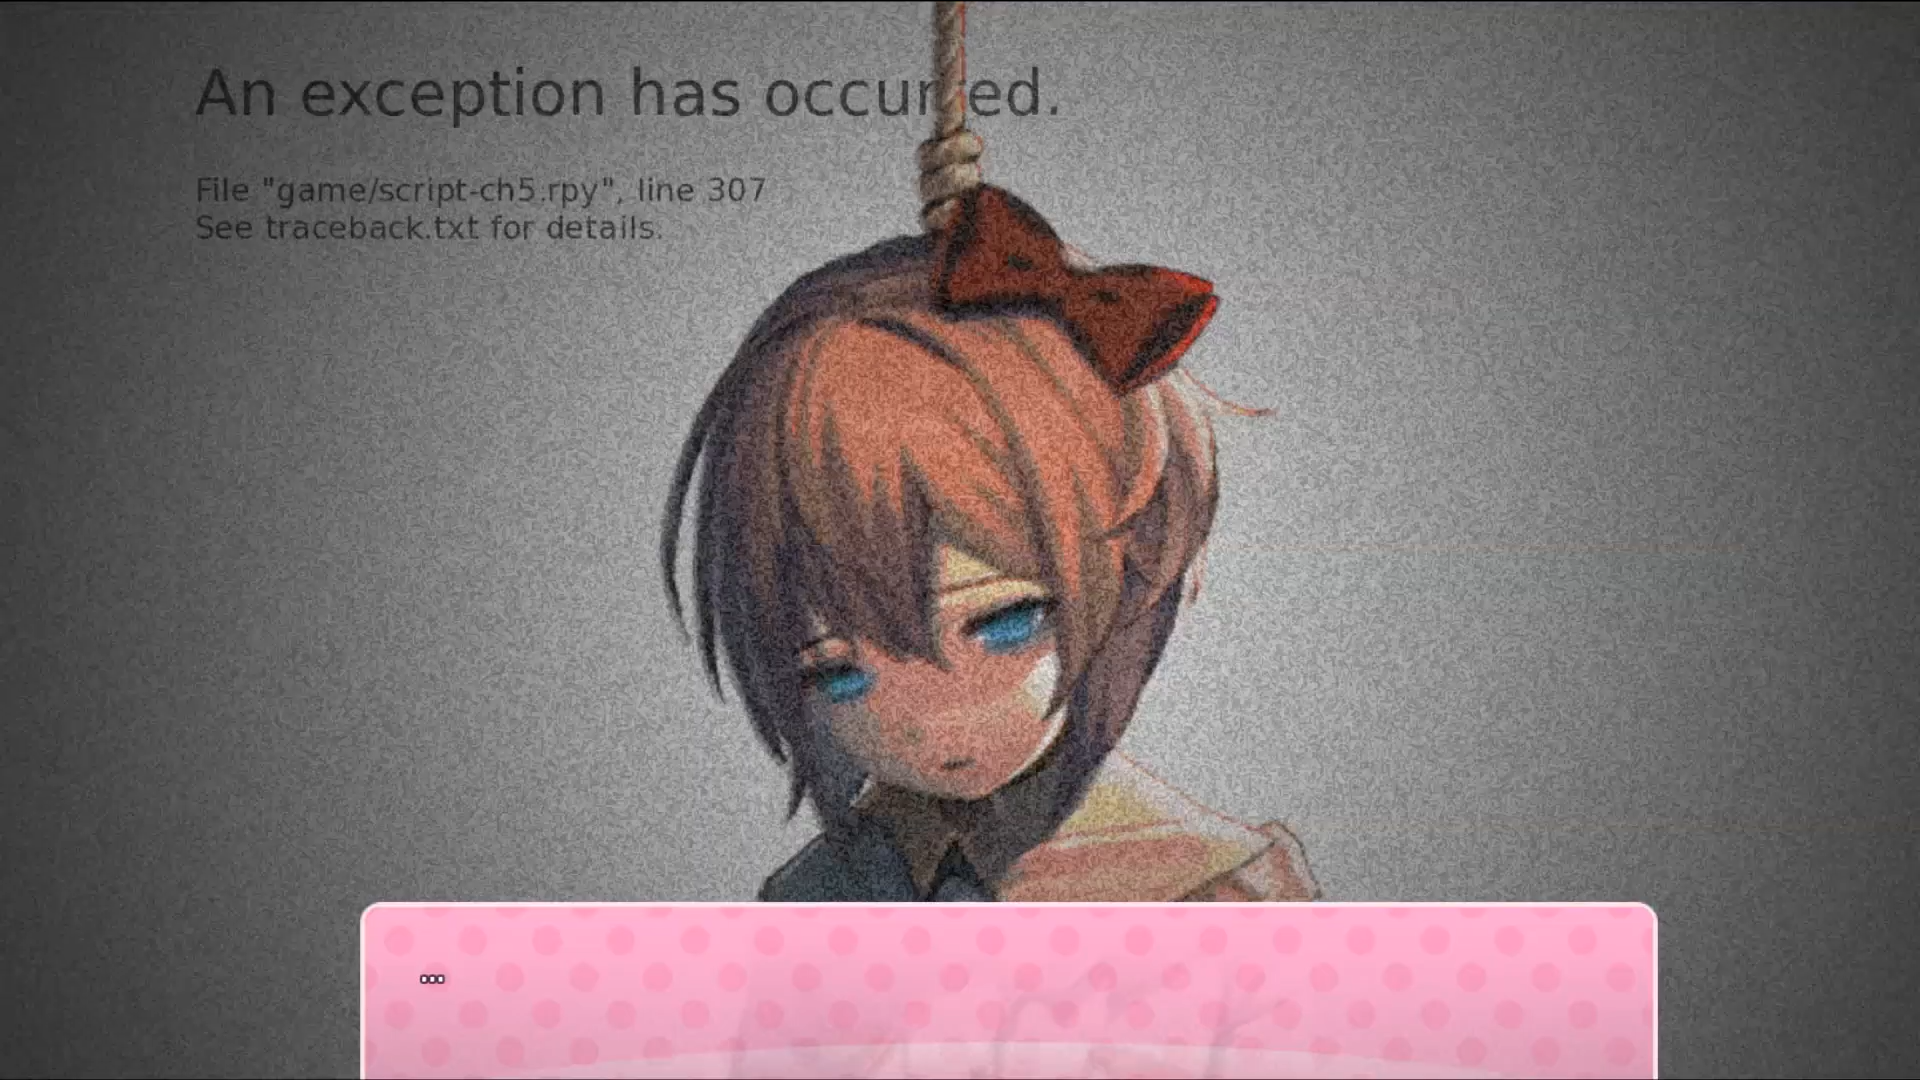 An exception has occurred.
File "game/script-ch5.rpy", line 307
See traceback.txt for details.
...